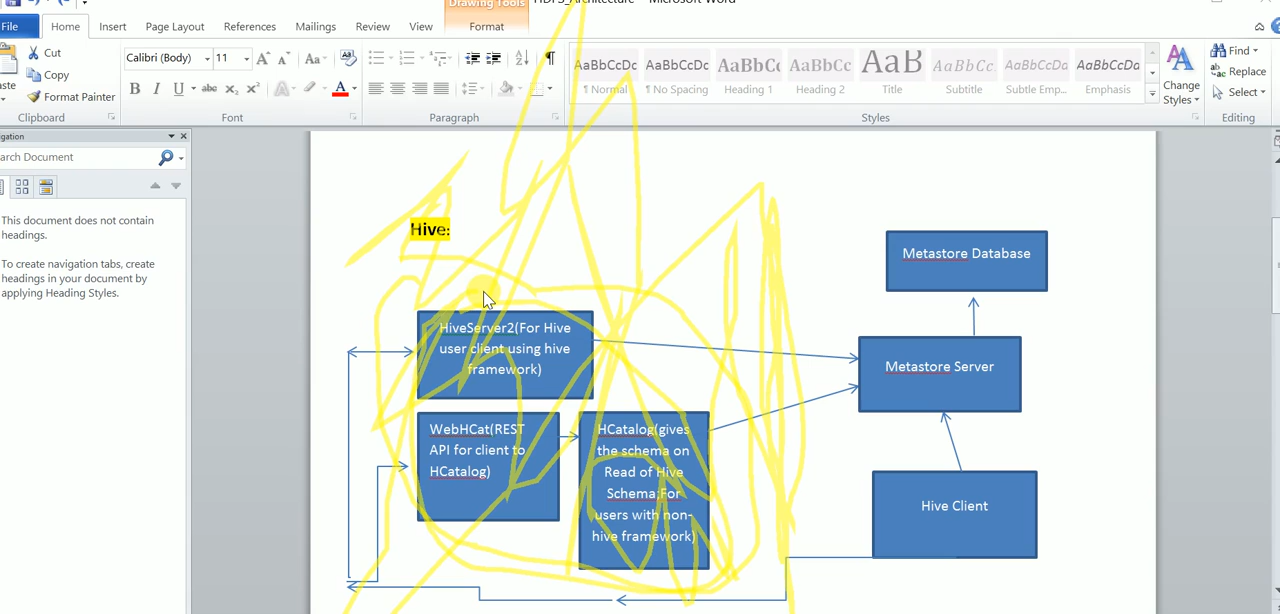 HDFS_Architecture - Microsoft Word
Drawing Tools
File Home Insert Page Layout References Mailings Review View Format
Cut
Copy
Format Painter
Clipboard
Calibri (Body) 11
Font
Paragraph
AaBbCcDc AaBbCcDc AaBbCc AaBbCc AaB AaBbCc. AaBbCcDa AaBbCcDa
¶ Normal ¶ No Spacing Heading 1 Heading 2 Title Subtitle Subtle Emp... Emphasis
Styles
Change
Styles
Find
Replace
Select
Editing
This document does not contain
headings.
To create navigation tabs, create
headings in your document by
applying Heading Styles.
Hive:
Metastore Database
HiveServer2(For Hive
user client using hive
framework)
Metastore Server
WebHCat(REST
API for client to
HCatalog)
HCatalog(gives
the schema on
Read of Hive
Schema;For
users with non-
hive framework)
Hive Client